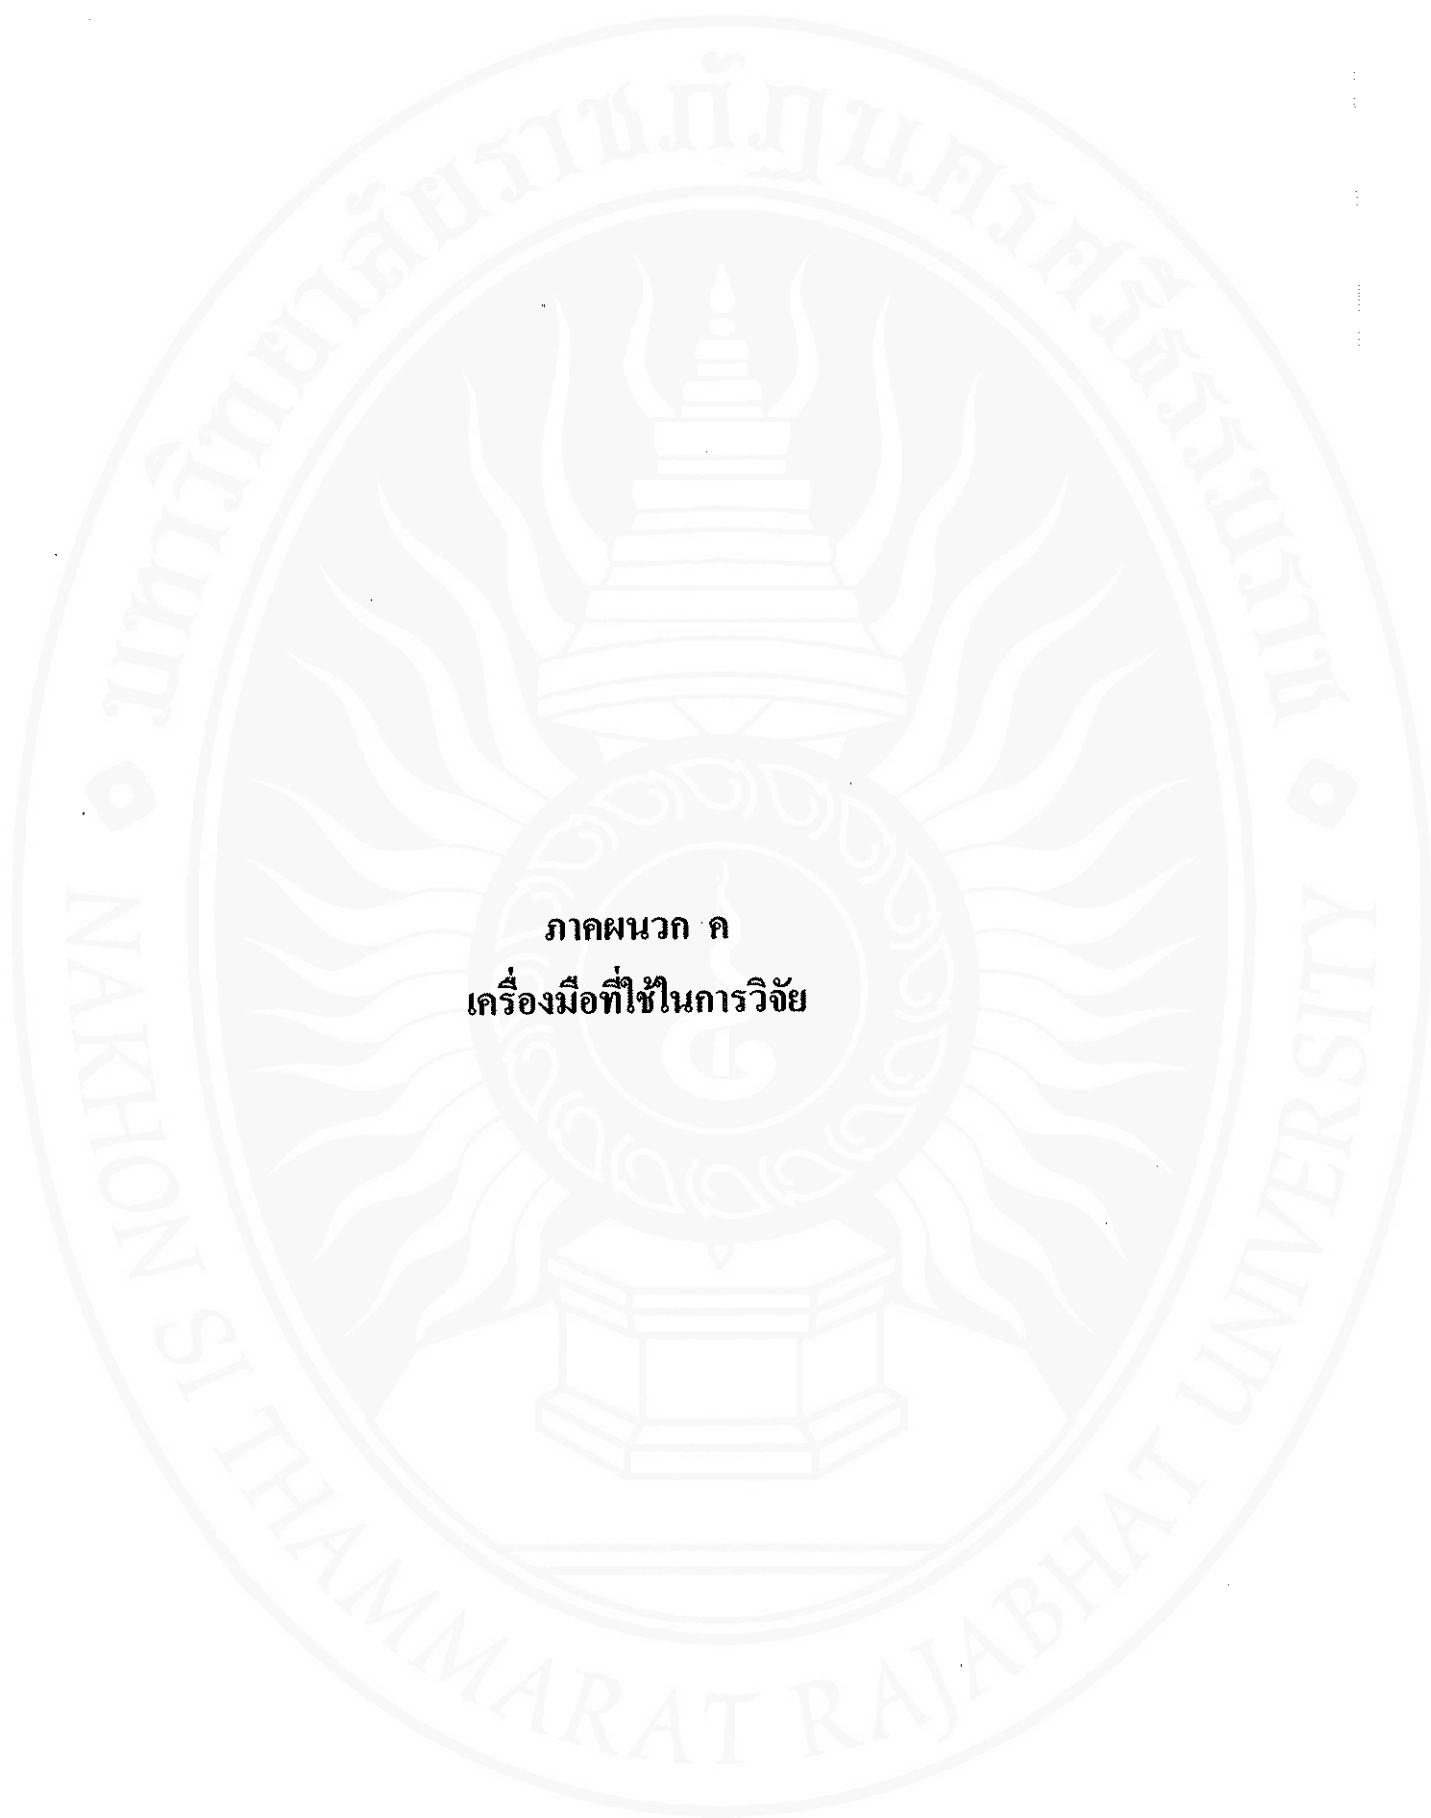 มหาวิทยาลัยราชภัฏนครศรีธรรมราช
ภาคผนวก ค
เครื่องมือที่ใช้ในการวิจัย
NAKHON SI THAMMARAT RAJABHAT UNIVERSITY